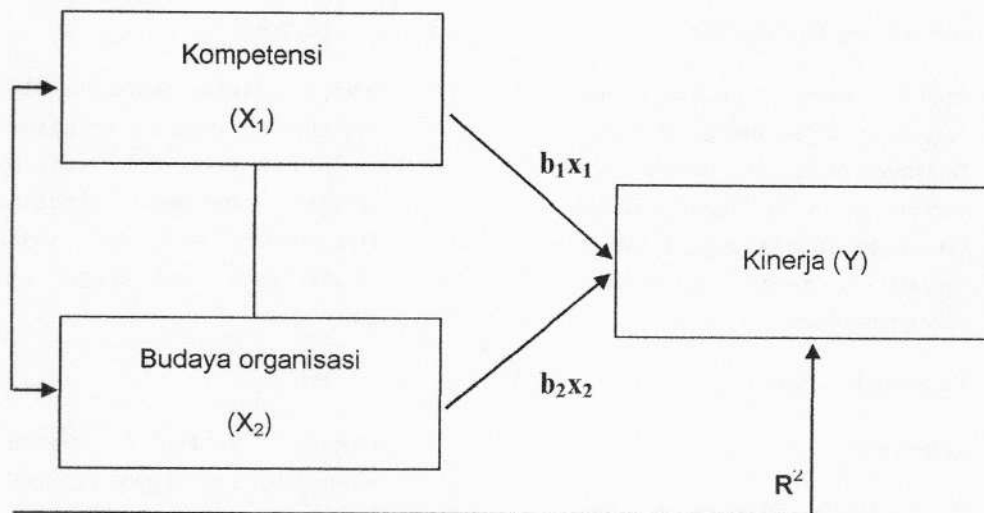 Kompetensi
(X₁)
b₁x₁
Kinerja (Y)
Budaya organisasi
(X₂)
b₂x₂
R²